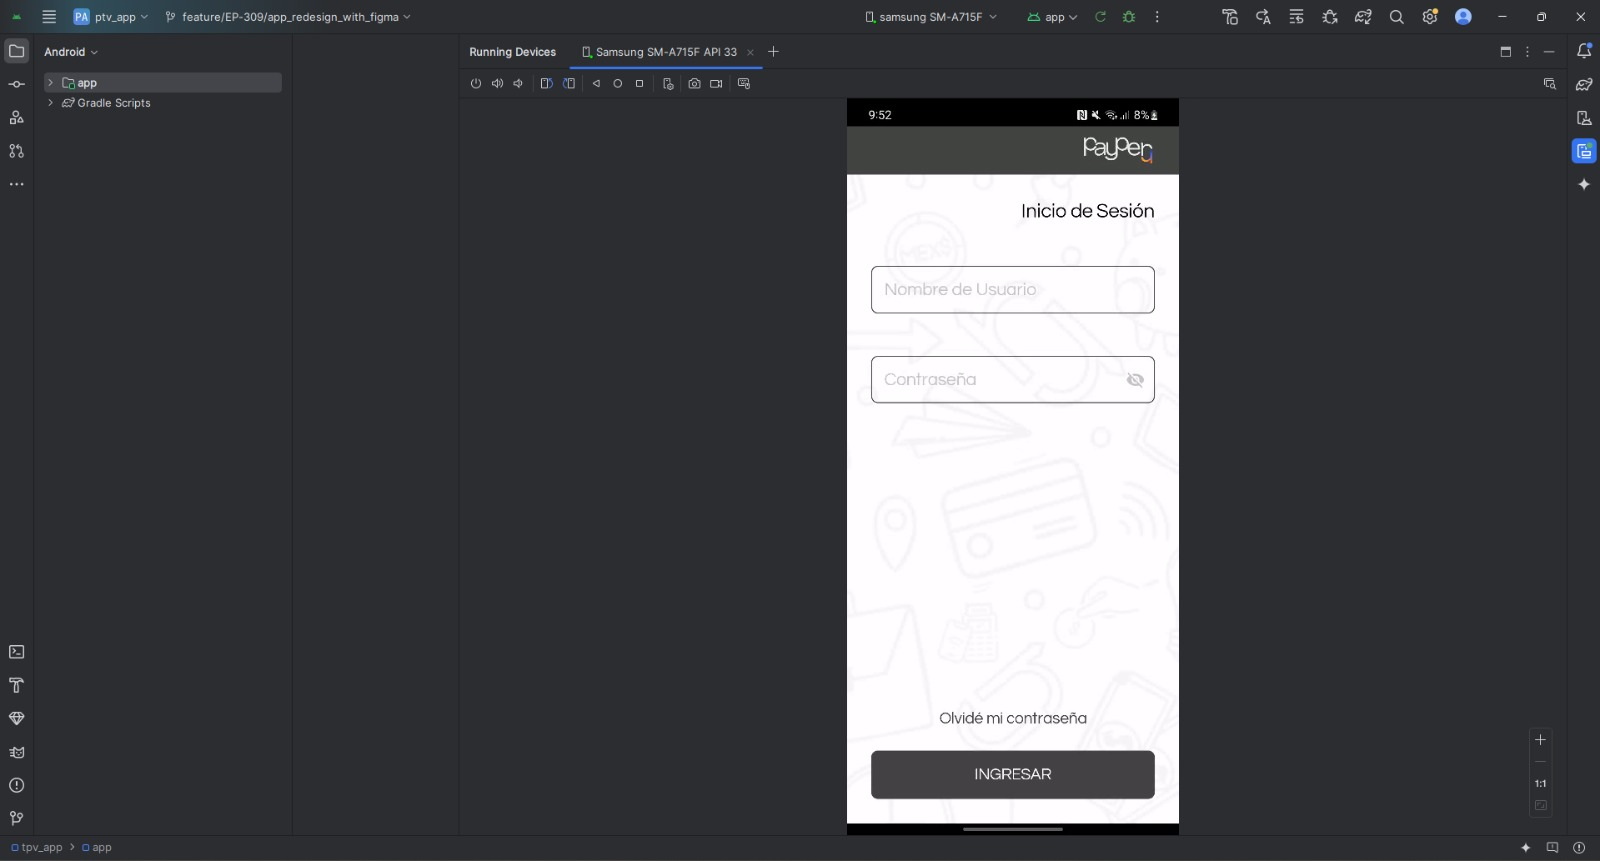 PA ptv_app feature/EP-309/app_redesign_with_figma samsung SM-A715F app
Android
app
Gradle Scripts
Running Devices Samsung SM-A715F API 33
9:52 8%
PayPerQ
Inicio de Sesión
MEX$
Nombre de Usuario
Contraseña
Olvidé mi contraseña
INGRESAR
1:1
tpv_app > app